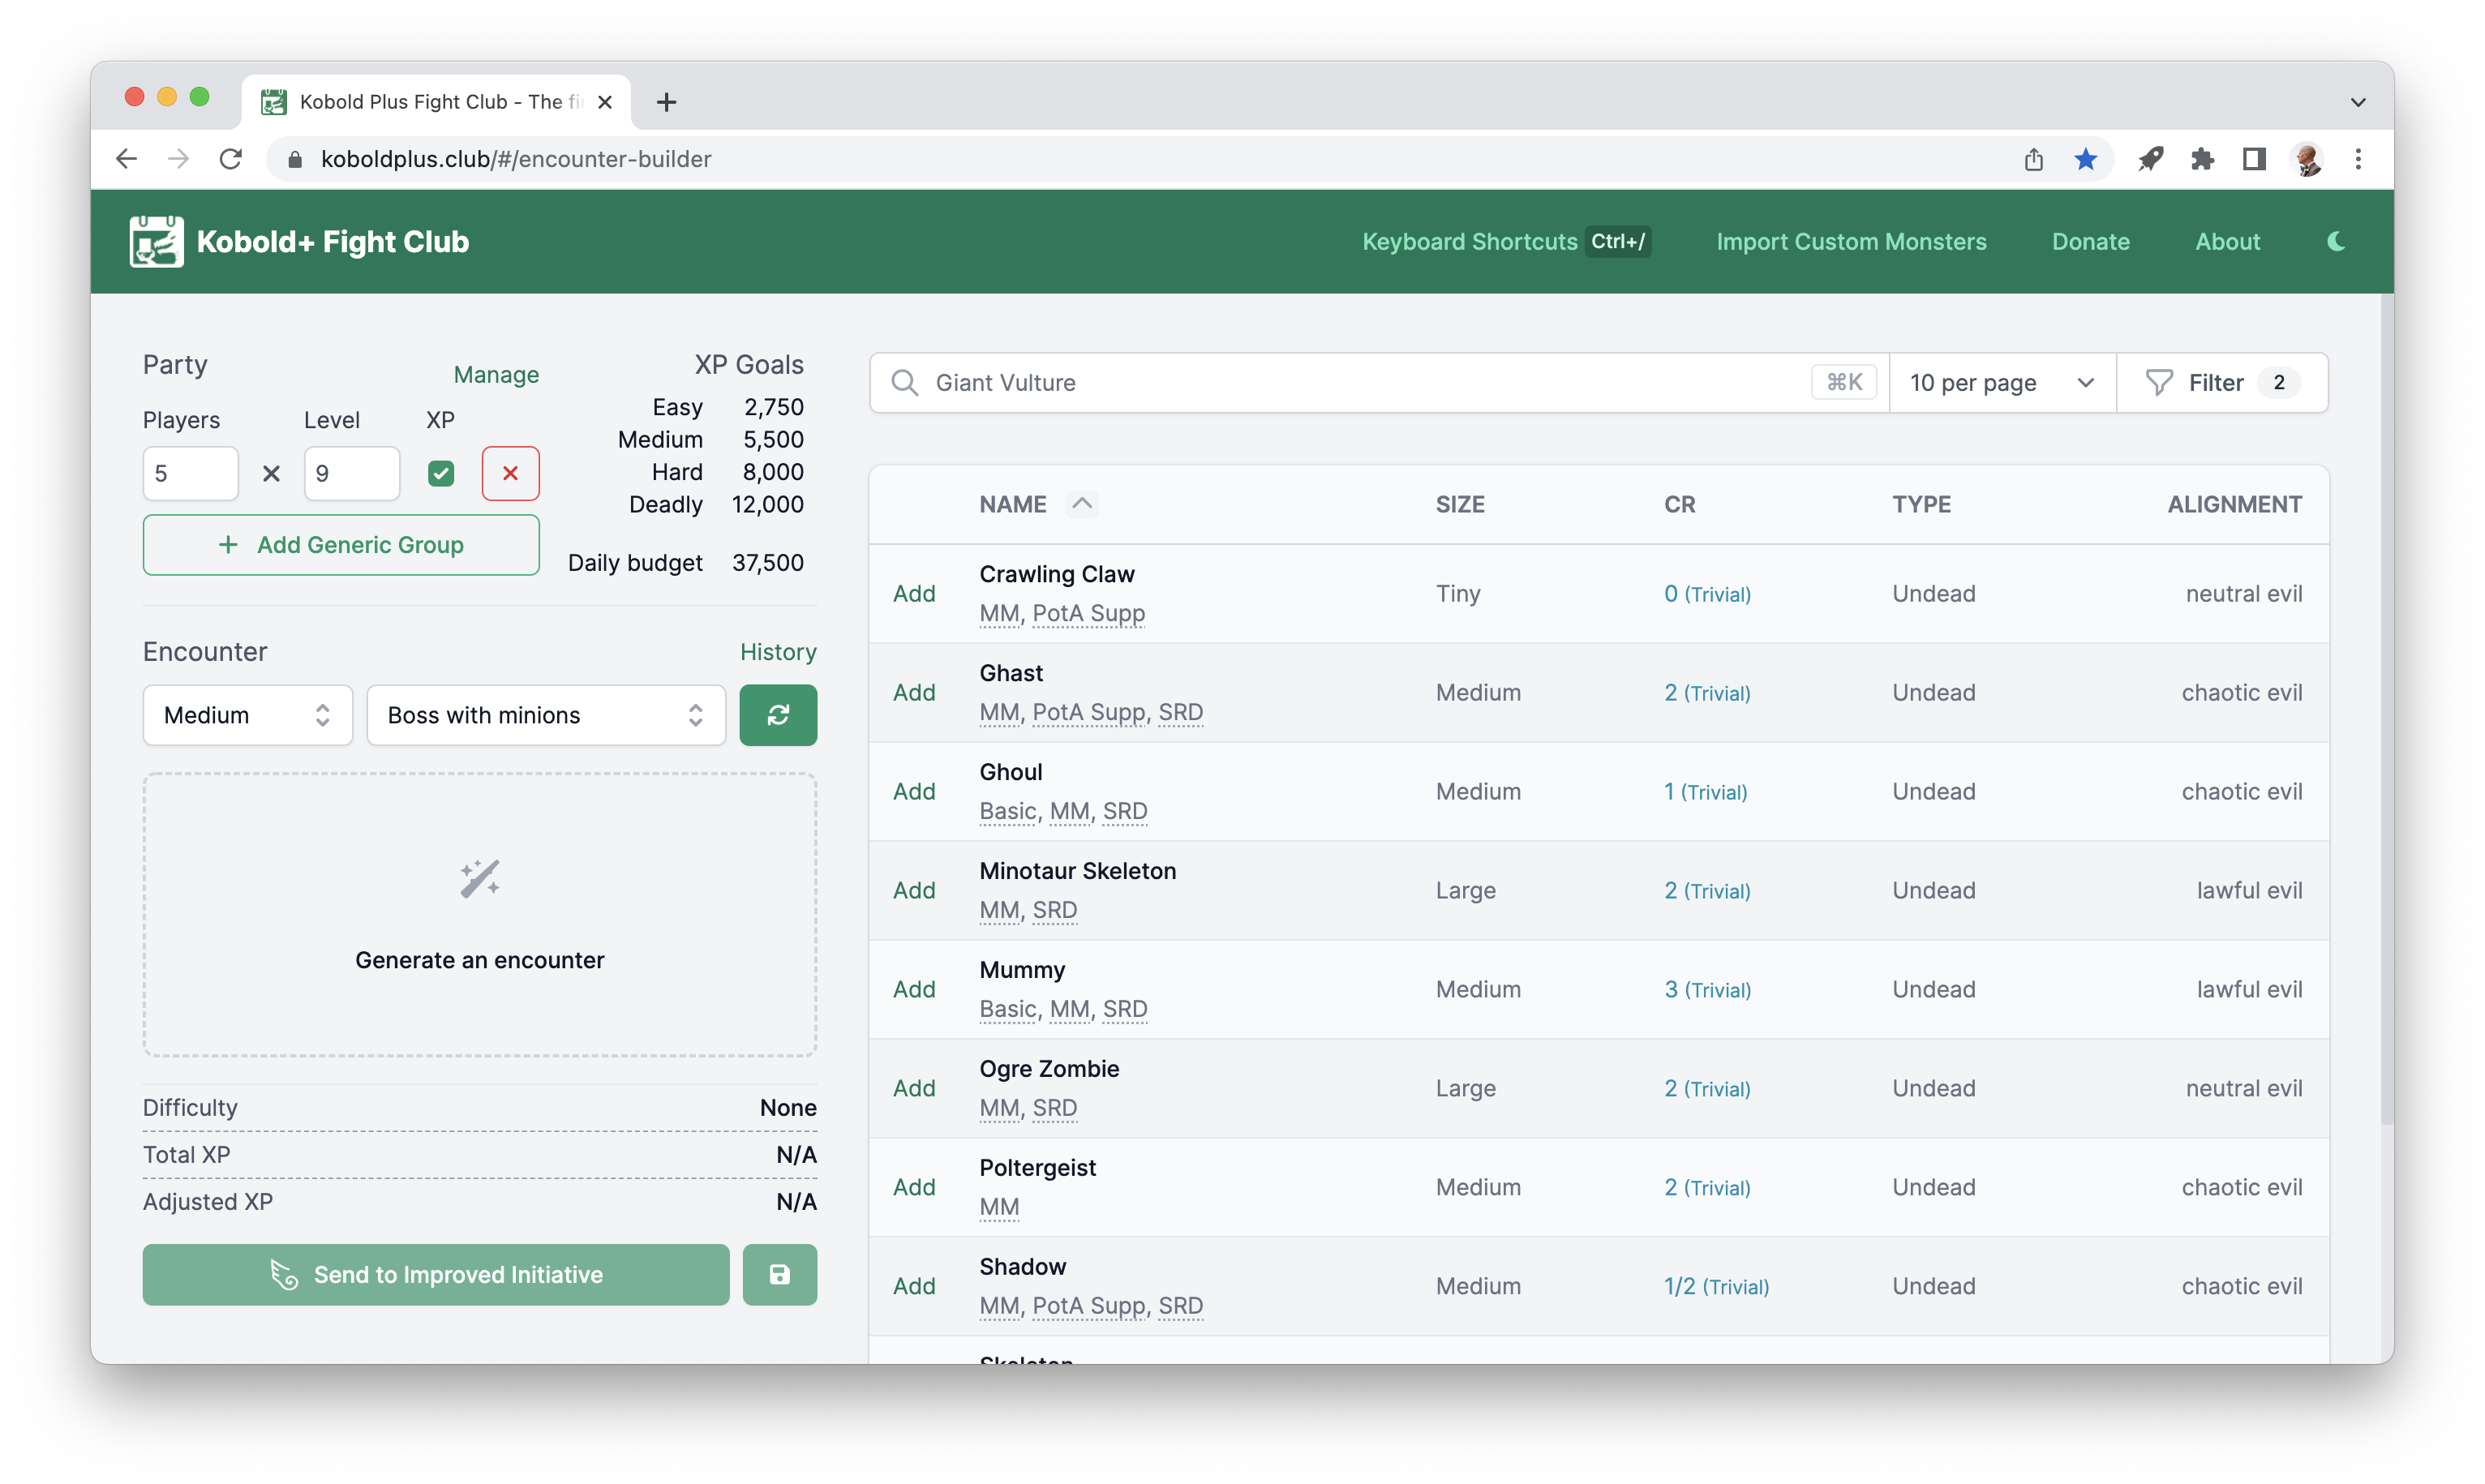 Kobold Plus Fight Club - The fi
koboldplus.club/#/encounter-builder
Kobold+ Fight Club
Keyboard Shortcuts Ctrl+/
Import Custom Monsters
Donate
About
Party
Manage
Players
Level
XP
5
9
+ Add Generic Group
XP Goals
Easy 2,750
Medium 5,500
Hard 8,000
Deadly 12,000
Daily budget 37,500
Encounter
History
Medium
Boss with minions
Generate an encounter
Difficulty None
Total XP N/A
Adjusted XP N/A
Send to Improved Initiative
Giant Vulture
⌘K
10 per page
Filter 2
NAME SIZE CR TYPE ALIGNMENT
Add Crawling Claw Tiny 0 (Trivial) Undead neutral evil
MM, PotA Supp
Add Ghast Medium 2 (Trivial) Undead chaotic evil
MM, PotA Supp, SRD
Add Ghoul Medium 1 (Trivial) Undead chaotic evil
Basic, MM, SRD
Add Minotaur Skeleton Large 2 (Trivial) Undead lawful evil
MM, SRD
Add Mummy Medium 3 (Trivial) Undead lawful evil
Basic, MM, SRD
Add Ogre Zombie Large 2 (Trivial) Undead neutral evil
MM, SRD
Add Poltergeist Medium 2 (Trivial) Undead chaotic evil
MM
Add Shadow Medium 1/2 (Trivial) Undead chaotic evil
MM, PotA Supp, SRD
Skeleton